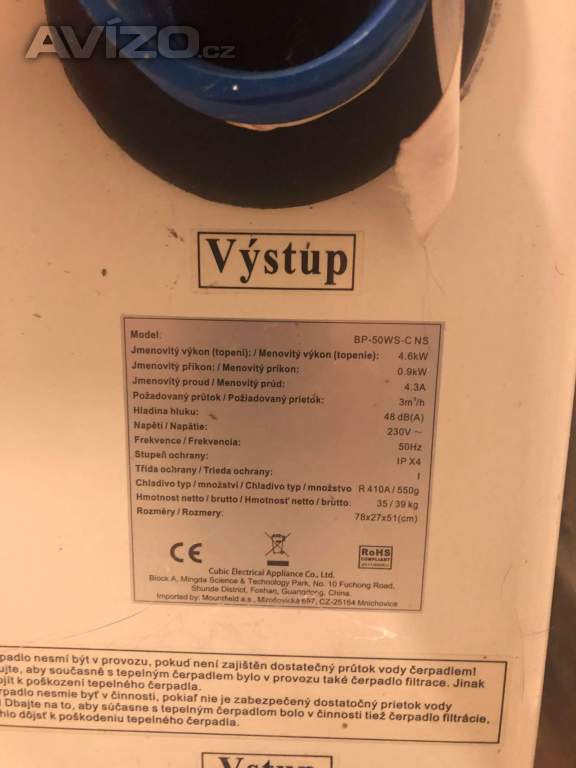 AVÍZO.cz
Výstup
Model: BP-50WS-C NS
Jmenovitý výkon (topení): / Menovitý výkon (topenie): 4.6kW
Jmenovitý příkon: / Menovitý príkon: 0.9kW
Jmenovitý proud / Menovitý prúd: 4.3A
Požadovaný průtok / Požiadovaný prietok: 3m³/h
Hladina hluku: 48 dB(A)
Napětí / Napätie: 230V ~
Frekvence / Frekvencia: 50Hz
Stupeň ochrany: IP X4
Třída ochrany / Trieda ochrany: I
Chladivo typ / množství / Chladivo typ / množstvo R 410A / 550g
Hmotnost netto / brutto / Hmotnosť netto / brutto: 35 / 39 kg
Rozměry / Rozmery: 78x27x51(cm)
CE
RoHS
COMPLIANT
Cubic Electrical Appliance Co., Ltd.
Block A, Mingda Science & Technology Park, No. 10 Fuchong Road,
Shunde District, Foshan, Guangdong, China.
Imported by: Mountfield a.s., Mirošovická 697, CZ-25164 Mnichovice
rpadlo nesmí být v provozu, pokud není zajištěn dostatečný průtok vody čerpadlem!
ujte, aby současně s tepelným čerpadlem bylo v provozu také čerpadlo filtrace. Jinak
ojít k poškození tepelného čerpadla.
rpadlo nesmie byť v činnosti, pokiaľ nie je zabezpečený dostatočný prietok vody
! Dbajte na to, aby súčasne s tepelným čerpadlom bolo v činnosti tiež čerpadlo filtrácie,
hlo dôjsť k poškodeniu tepelného čerpadla.
Vstup